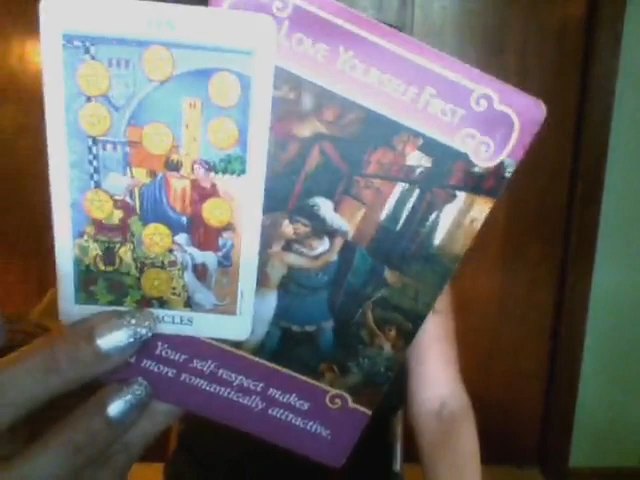 LOVE YOURSELF FIRST
ACLES
Your self-respect makes
more romantically attractive.